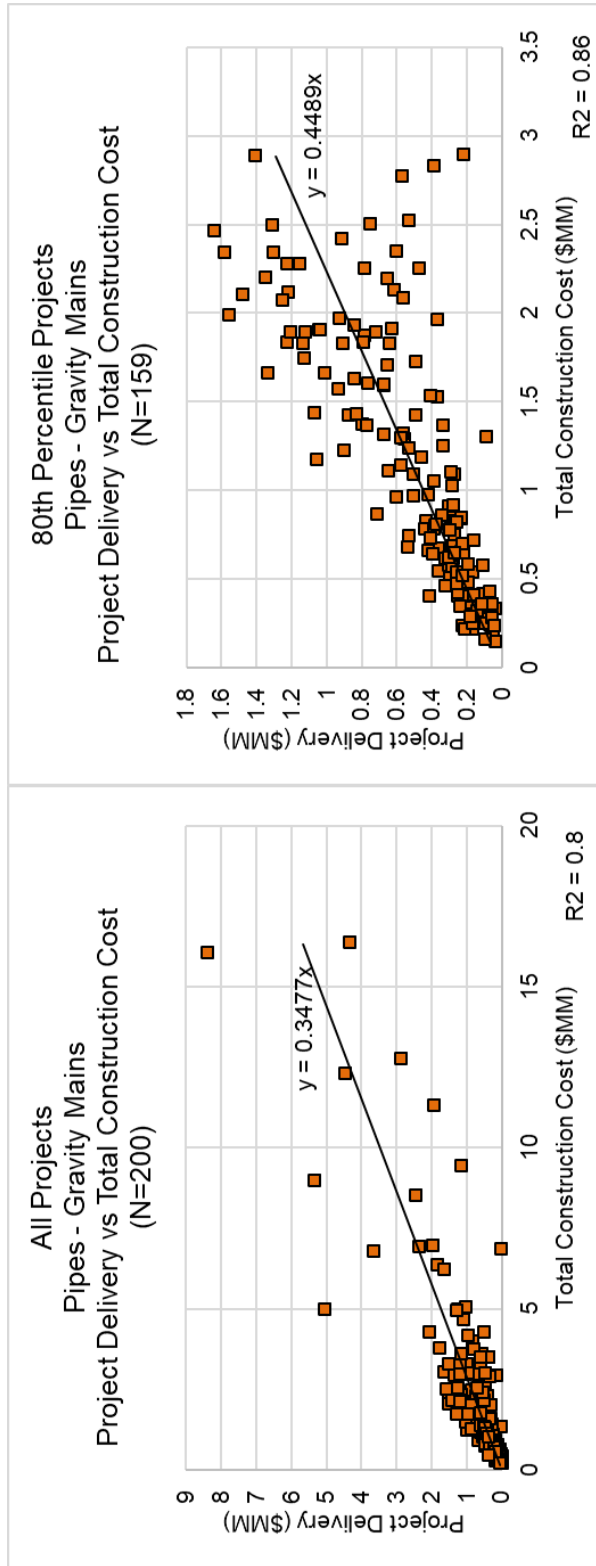 All Projects
Pipes - Gravity Mains
Project Delivery vs Total Construction Cost
(N=200)
Project Delivery ($MM)
9
8
7
6
5
4
3
2
1
0
y = 0.3477x
0
5
10
15
20
Total Construction Cost ($MM)
R2 = 0.8
80th Percentile Projects
Pipes - Gravity Mains
Project Delivery vs Total Construction Cost
(N=159)
Project Delivery ($MM)
1.8
1.6
1.4
1.2
1
0.8
0.6
0.4
0.2
0
y = 0.4489x
0
0.5
1
1.5
2
2.5
3
3.5
Total Construction Cost ($MM)
R2 = 0.86